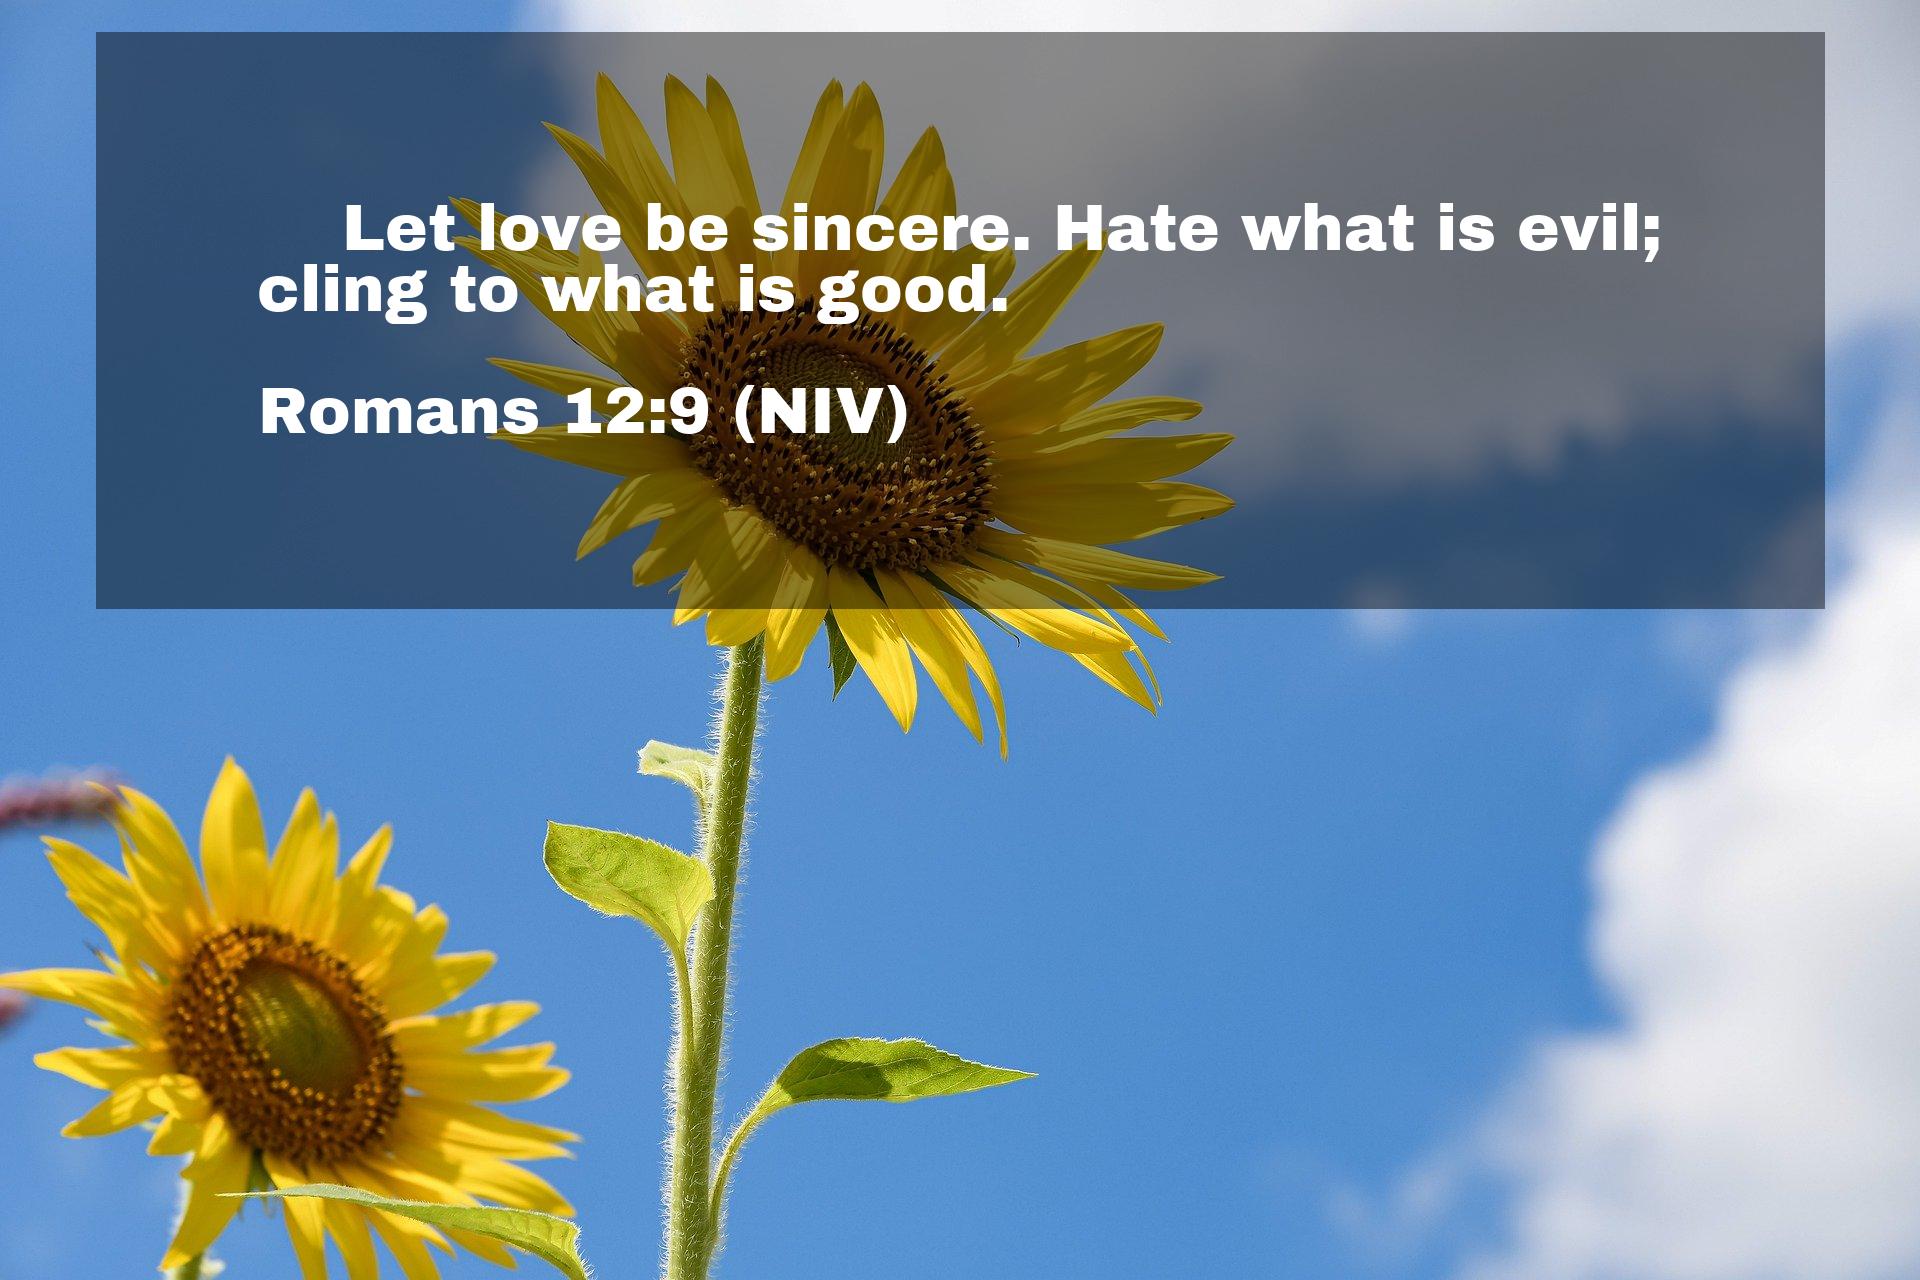 Let love be sincere. Hate what is evil;
cling to what is good.
Romans 12:9 (NIV)